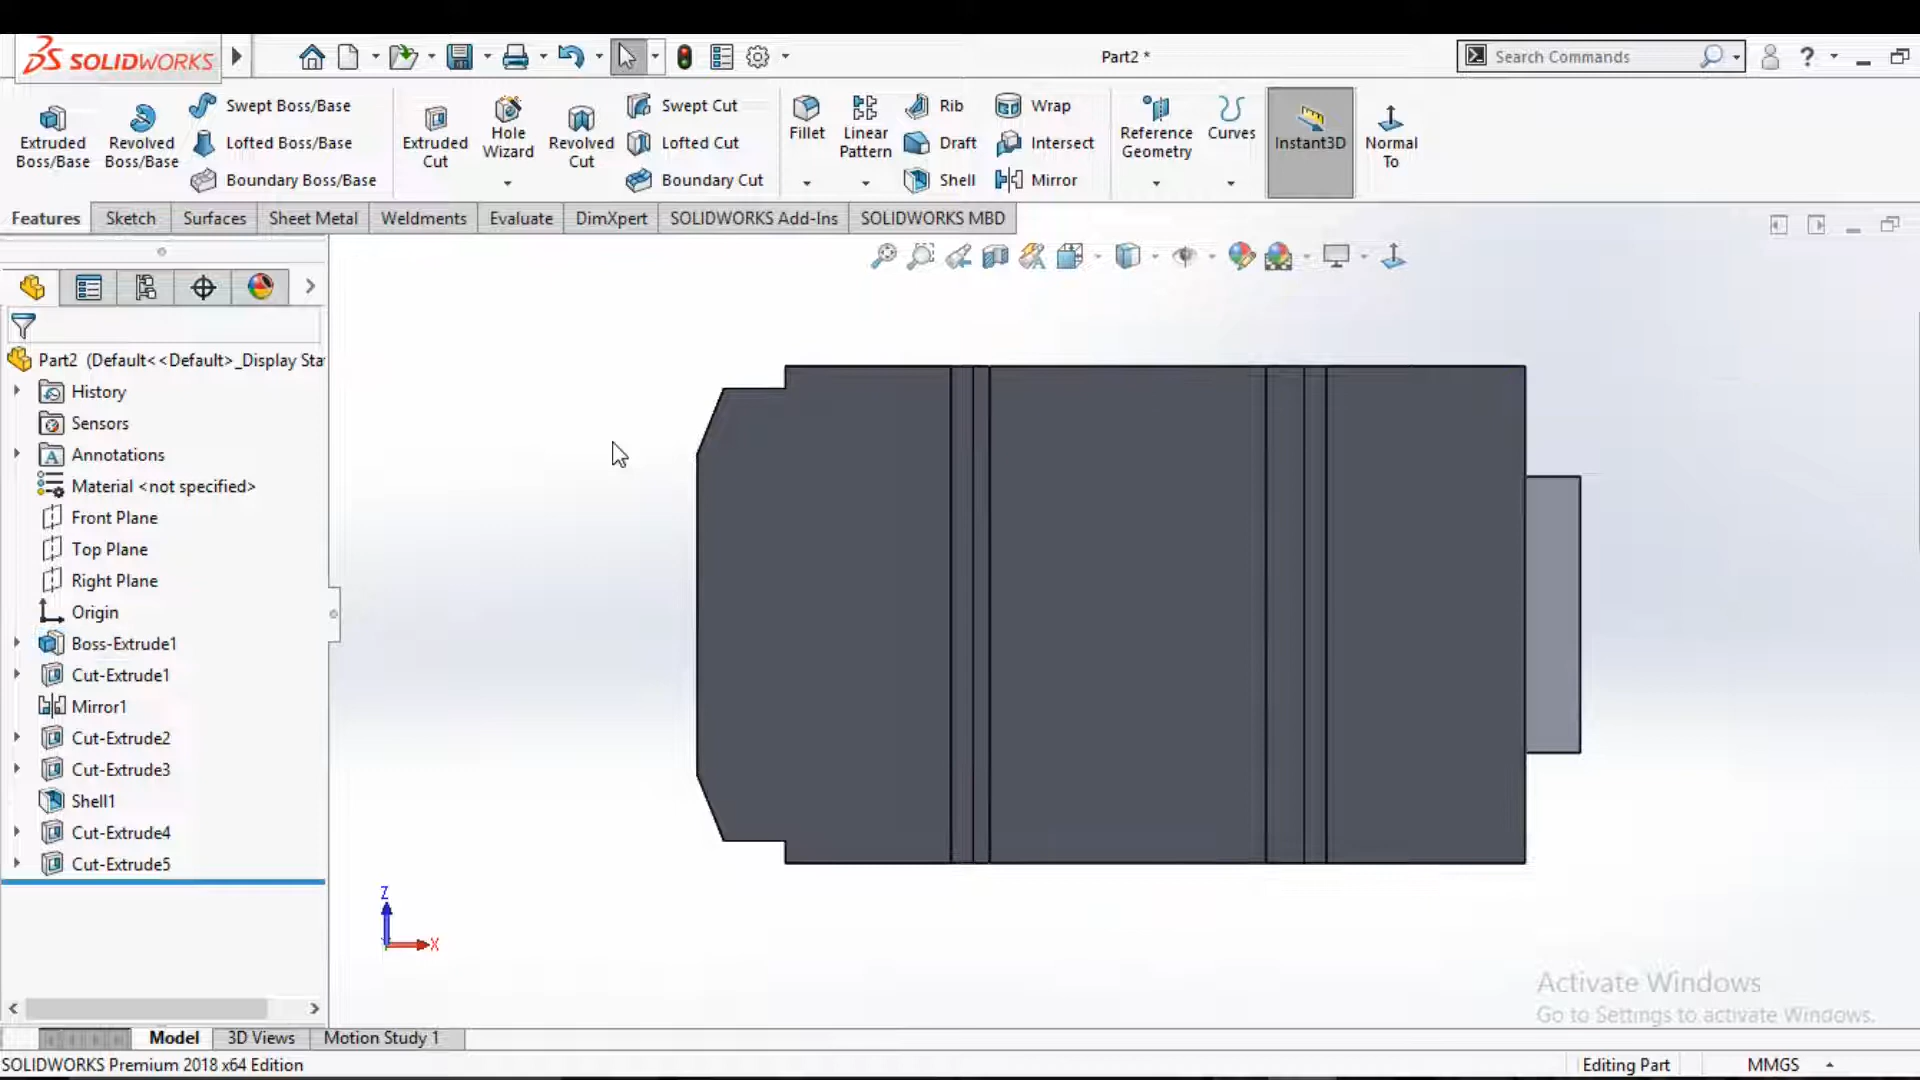 SOLIDWORKS
Part2 *
Search Commands
?
Extruded Boss/Base
Revolved Boss/Base
Swept Boss/Base
Lofted Boss/Base
Boundary Boss/Base
Extruded Cut
Hole Wizard
Revolved Cut
Swept Cut
Lofted Cut
Boundary Cut
Fillet
Linear Pattern
Rib
Draft
Shell
Wrap
Intersect
Mirror
Reference Geometry
Curves
Instant3D
Normal To
Features Sketch Surfaces Sheet Metal Weldments Evaluate DimXpert SOLIDWORKS Add-Ins SOLIDWORKS MBD
Part2 (Default<<Default>_Display Sta
History
Sensors
Annotations
Material <not specified>
Front Plane
Top Plane
Right Plane
Origin
Boss-Extrude1
Cut-Extrude1
Mirror1
Cut-Extrude2
Cut-Extrude3
Shell1
Cut-Extrude4
Cut-Extrude5
Z
X
Activate Windows
Go to Settings to activate Windows.
Model 3D Views Motion Study 1
SOLIDWORKS Premium 2018 x64 Edition
Editing Part
MMGS